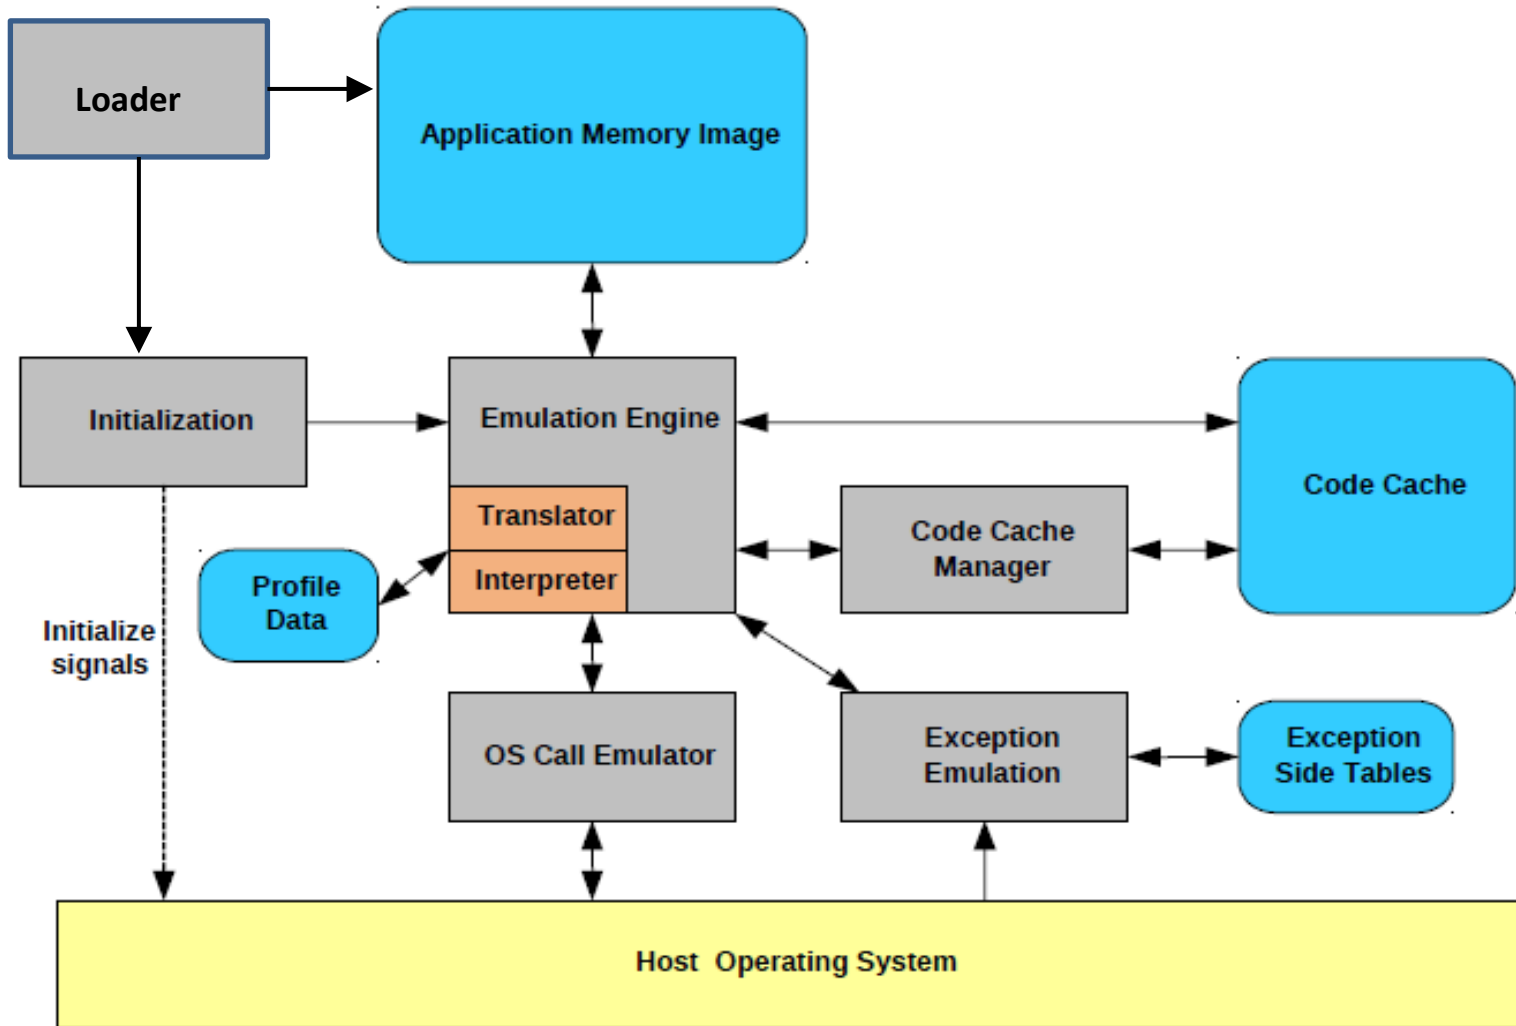 Loader
Application Memory Image
Initialization
Emulation Engine
Code Cache
Translator
Interpreter
Code Cache
Manager
Profile
Data
Initialize
signals
OS Call Emulator
Exception
Emulation
Exception
Side Tables
Host Operating System